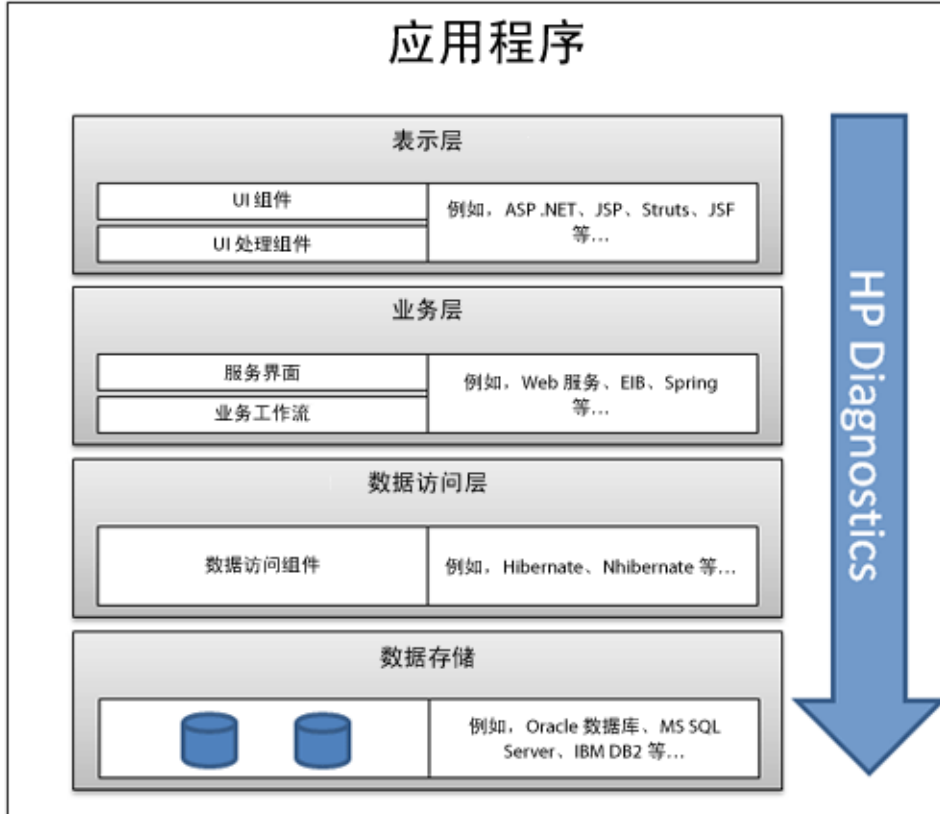 应用程序
表示层
UI 组件
UI 处理组件
例如，ASP .NET、JSP、Struts、JSF
等...
业务层
服务界面
业务工作流
例如，Web 服务、EIB、Spring
等...
数据访问层
数据访问组件
例如，Hibernate、Nhibernate 等...
数据存储
例如，Oracle 数据库、MS SQL
Server、IBM DB2 等...
HP Diagnostics